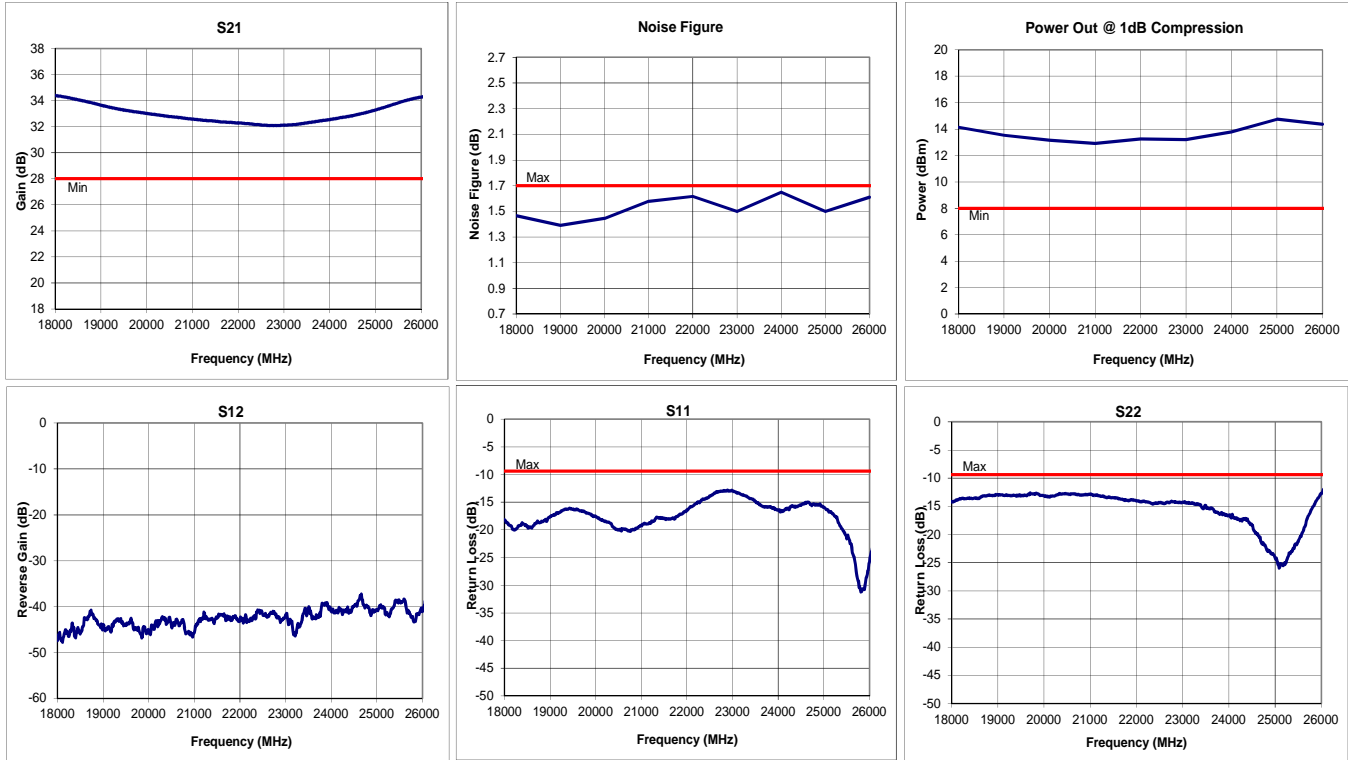 S21
38
36
34
32
30
28
26
24
22
20
18
Gain (dB)
Min
18000 19000 20000 21000 22000 23000 24000 25000 26000
Frequency (MHz)
Noise Figure
2.7
2.5
2.3
2.1
1.9
1.7
1.5
1.3
1.1
0.9
0.7
Noise Figure (dB)
Max
18000 19000 20000 21000 22000 23000 24000 25000 26000
Frequency (MHz)
Power Out @ 1dB Compression
20
18
16
14
12
10
8
6
4
2
0
Power (dBm)
Min
18000 19000 20000 21000 22000 23000 24000 25000 26000
Frequency (MHz)
S12
0
-10
-20
-30
-40
-50
-60
Reverse Gain (dB)
18000 19000 20000 21000 22000 23000 24000 25000 26000
Frequency (MHz)
S11
0
-5
-10
-15
-20
-25
-30
-35
-40
-45
-50
Return Loss (dB)
Max
18000 19000 20000 21000 22000 23000 24000 25000 26000
Frequency (MHz)
S22
0
-5
-10
-15
-20
-25
-30
-35
-40
-45
-50
Return Loss (dB)
Max
18000 19000 20000 21000 22000 23000 24000 25000 26000
Frequency (MHz)